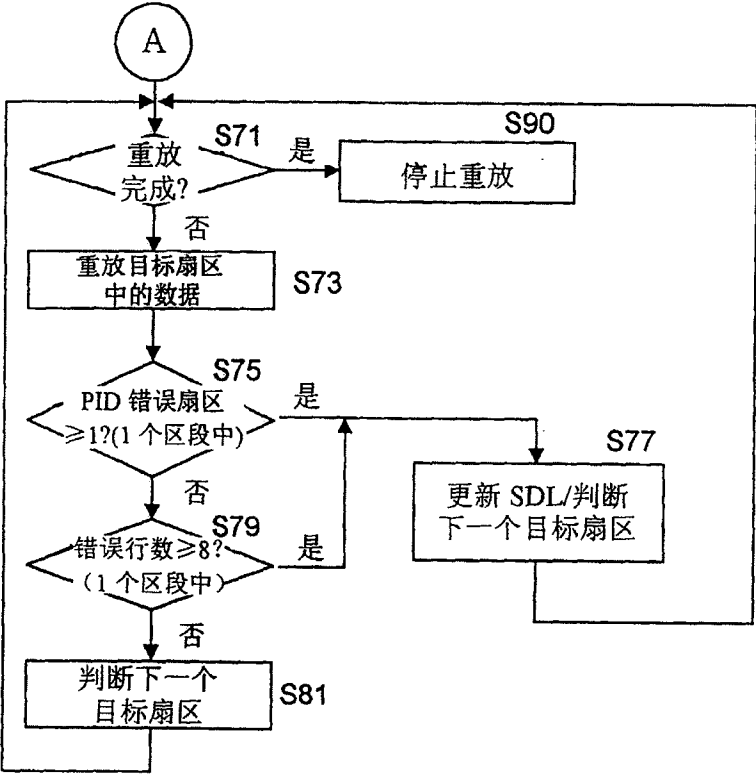 A
S71
重放
完成?
是
S90
停止重放
否
重放目标扇区
中的数据
S73
S75
PID 错误扇区
≥1?(1 个区段中)
是
否
S77
更新 SDL/判断
下一个目标扇区
S79
错误行数≥8?
（1 个区段中）
是
否
判断下一个
目标扇区
S81